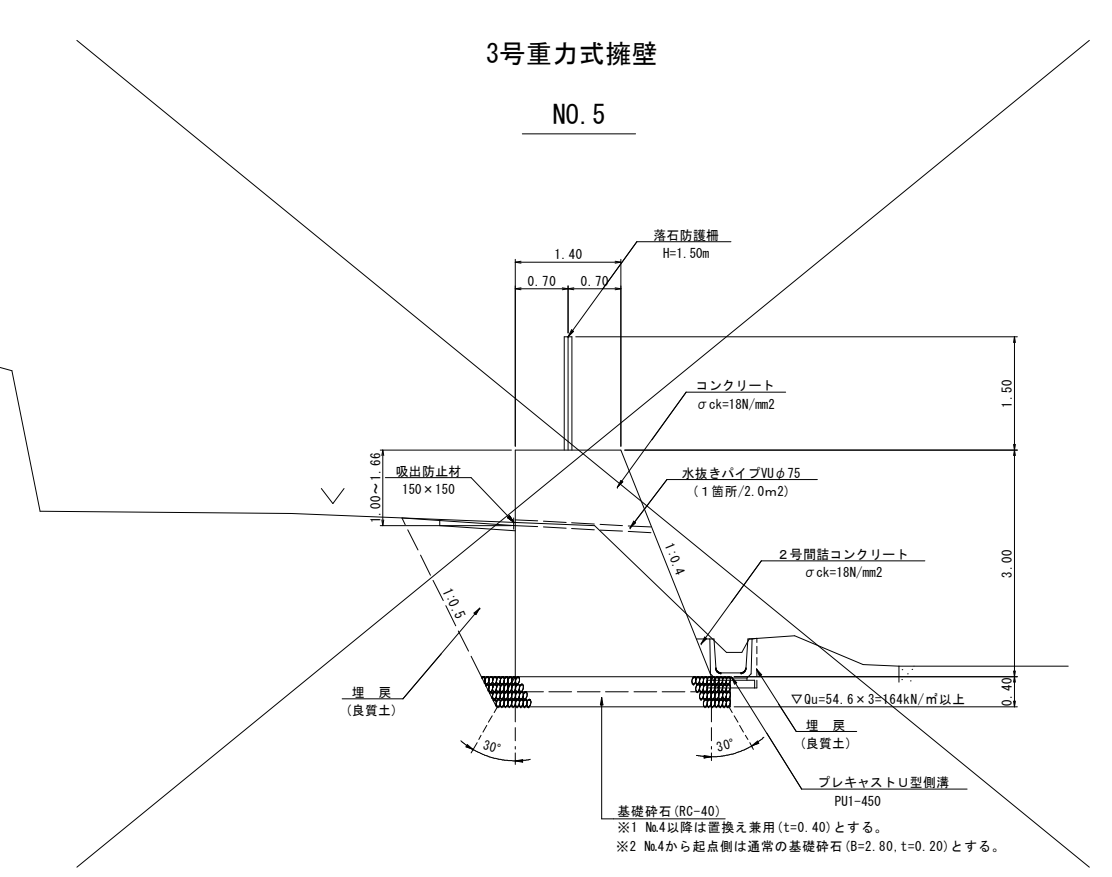 3号重力式擁壁
NO.5
落石防護柵
H=1.50m
1.40
0.70
0.70
コンクリート
σck=18N/mm2
1.50
吸出防止材
150×150
1.00~1.66
水抜きパイプVUφ75
(1箇所/2.0m2)
1:0.4
2号間詰コンクリート
σck=18N/mm2
3.00
1:0.5
埋 戻
(良質土)
▽Qu=54.6×3=164kN/㎡以上
0.40
埋 戻
(良質土)
30°
30°
プレキャストU型側溝
PU1-450
基礎砕石(RC-40)
※1 №4以降は置換え兼用(t=0.40)とする。
※2 №4から起点側は通常の基礎砕石(B=2.80,t=0.20)とする。